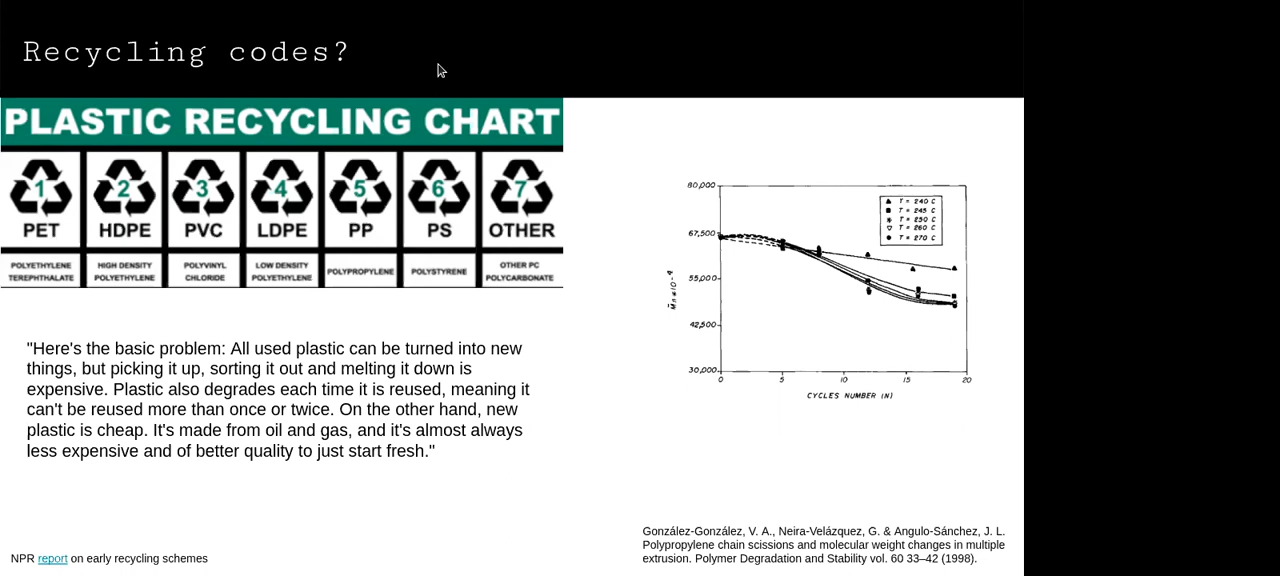 Recycling codes?
PLASTIC RECYCLING CHART
1 2 3 4 5 6 7
PET HDPE PVC LDPE PP PS OTHER
POLYETHYLENE TEREPHTHALATE
HIGH DENSITY POLYETHYLENE
POLYVINYL CHLORIDE
LOW DENSITY POLYETHYLENE
POLYPROPYLENE
POLYSTYRENE
OTHER PC POLYCARBONATE
"Here's the basic problem: All used plastic can be turned into new
things, but picking it up, sorting it out and melting it down is
expensive. Plastic also degrades each time it is reused, meaning it
can't be reused more than once or twice. On the other hand, new
plastic is cheap. It's made from oil and gas, and it's almost always
less expensive and of better quality to just start fresh."
NPR report on early recycling schemes
80,000
67,500
55,000
42,500
30,000
0 5 10 15 20
CYCLES NUMBER (N)
T = 240 C
T = 245 C
T = 250 C
T = 260 C
T = 270 C
González-González, V. A., Neira-Velázquez, G. & Angulo-Sánchez, J. L.
Polypropylene chain scissions and molecular weight changes in multiple
extrusion. Polymer Degradation and Stability vol. 60 33–42 (1998).